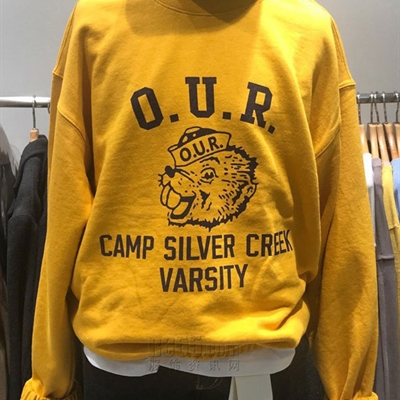 O.U.R.
O.U.R.
CAMP SILVER CREEK
VARSITY